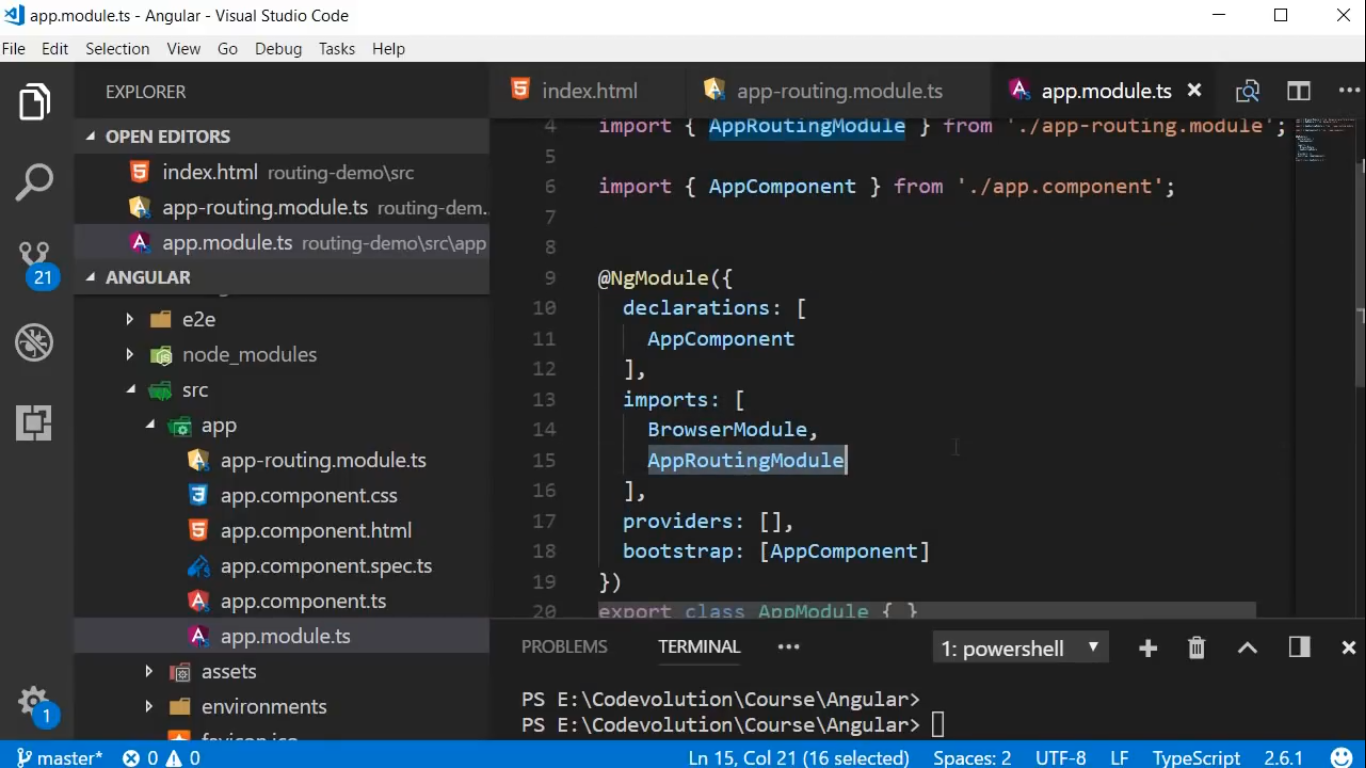 app.module.ts - Angular - Visual Studio Code
File Edit Selection View Go Debug Tasks Help
EXPLORER
OPEN EDITORS
index.html routing-demo\src
app-routing.module.ts routing-dem...
app.module.ts routing-demo\src\app
ANGULAR
e2e
node_modules
src
app
app-routing.module.ts
app.component.css
app.component.html
app.component.spec.ts
app.component.ts
app.module.ts
assets
environments
favicon.ico
21
1
index.html app-routing.module.ts app.module.ts
4 import { AppRoutingModule } from './app-routing.module';
5
6 import { AppComponent } from './app.component';
7
8
9 @NgModule({
10 declarations: [
11 AppComponent
12 ],
13 imports: [
14 BrowserModule,
15 AppRoutingModule
16 ],
17 providers: [],
18 bootstrap: [AppComponent]
19 })
20 export class AppModule { }
PROBLEMS TERMINAL ••• 1: powershell
PS E:\Codevolution\Course\Angular>
PS E:\Codevolution\Course\Angular>
master* 0 0 Ln 15, Col 21 (16 selected) Spaces: 2 UTF-8 LF TypeScript 2.6.1